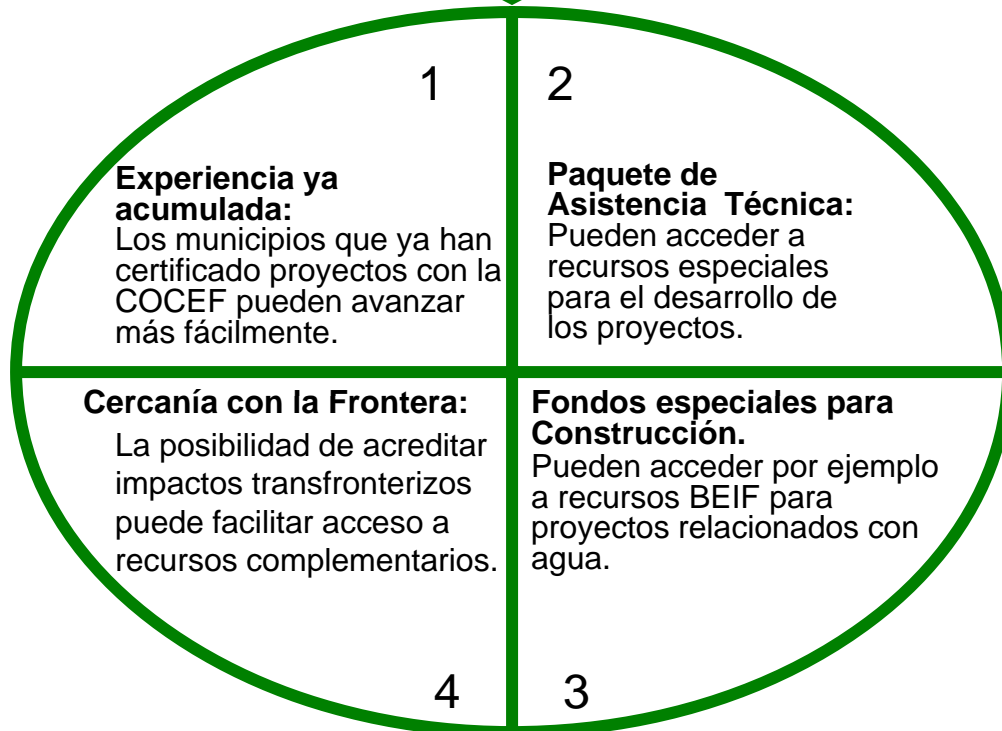 1
Experiencia ya
acumulada:
Los municipios que ya han
certificado proyectos con la
COCEF pueden avanzar
más fácilmente.
2
Paquete de
Asistencia Técnica:
Pueden acceder a
recursos especiales
para el desarrollo de
los proyectos.
Cercanía con la Frontera:
La posibilidad de acreditar
impactos transfronterizos
puede facilitar acceso a
recursos complementarios.
4
Fondos especiales para
Construcción.
Pueden acceder por ejemplo
a recursos BEIF para
proyectos relacionados con
agua.
3